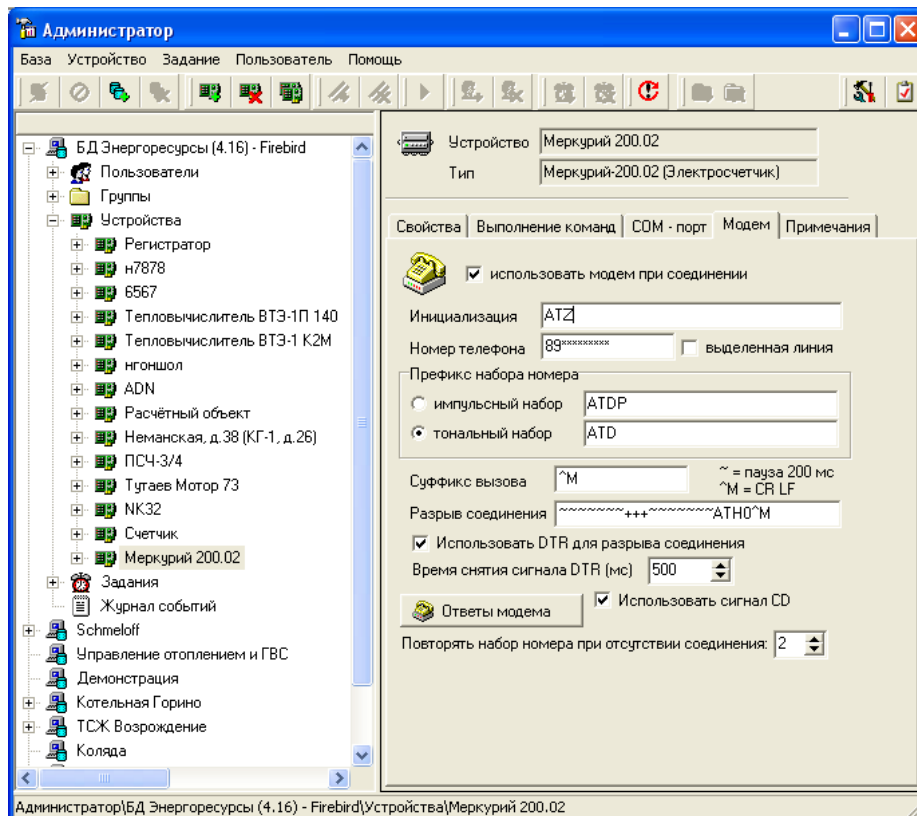 Администратор
База Устройство Задание Пользователь Помощь
БД Энергоресурсы (4.16) - Firebird
Пользователи
Группы
Устройства
Регистратор
н7878
6567
Тепловычислитель ВТЭ-1П 140
Тепловычислитель ВТЭ-1 К2М
нгоншол
ADN
Расчётный объект
Неманская, д.38 (КГ-1, д.26)
ПСЧ-3/4
Тутаев Мотор 73
NK32
Счетчик
Меркурий 200.02
Задания
Журнал событий
Schmeloff
Управление отоплением и ГВС
Демонстрация
Котельная Горино
ТСЖ Возрождение
Коляда
Устройство Меркурий 200.02
Тип Меркурий-200.02 (Электросчетчик)
Свойства Выполнение команд COM - порт Модем Примечания
использовать модем при соединении
Инициализация ATZ
Номер телефона 89********* выделенная линия
Префикс набора номера
импульсный набор ATDP
тональный набор ATD
Суффикс вызова ^M ~ = пауза 200 мс
^M = CR LF
Разрыв соединения ~~~~~~~+++~~~~~~~ATH0^M
Использовать DTR для разрыва соединения
Время снятия сигнала DTR (мс) 500
Ответы модема Использовать сигнал CD
Повторять набор номера при отсутствии соединения: 2
Администратор\БД Энергоресурсы (4.16) - Firebird\Устройства\Меркурий 200.02